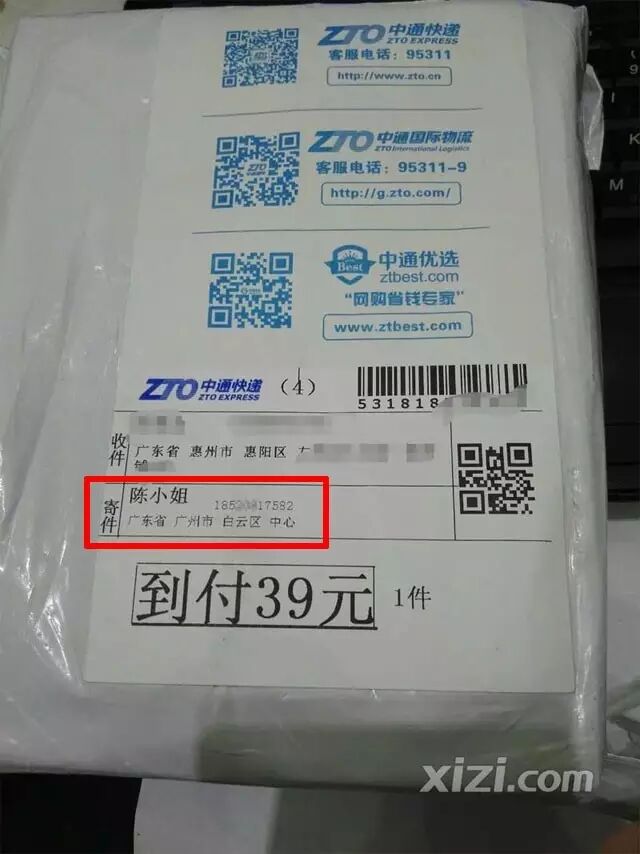 ZTO 中通快递
ZTO EXPRESS
客服电话：95311
http://www.zto.cn
ZTO 中通国际物流
ZTO International Logistics
客服电话：95311-9
http://g.zto.com/
Best 中通优选
ztbest.com
“网购省钱专家”
www.ztbest.com
ZTO 中通快递 (4)
ZTO EXPRESS
531818
收件
广东省 惠州市 惠阳区
寄件
陈小姐 185 17582
广东省 广州市 白云区 中心
到付39元 1件
xizi.com